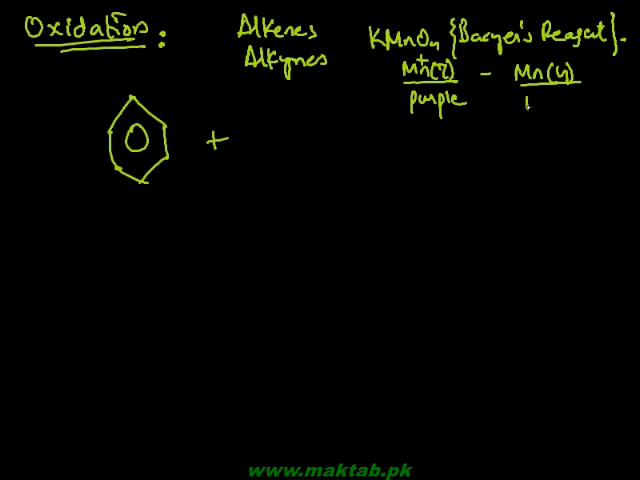 Oxidation : Alkenes KMnO4 {Baeyer's Reagent}.
Alkynes Mn(7)+ - Mn(4)
purple
+
www.maktab.pk